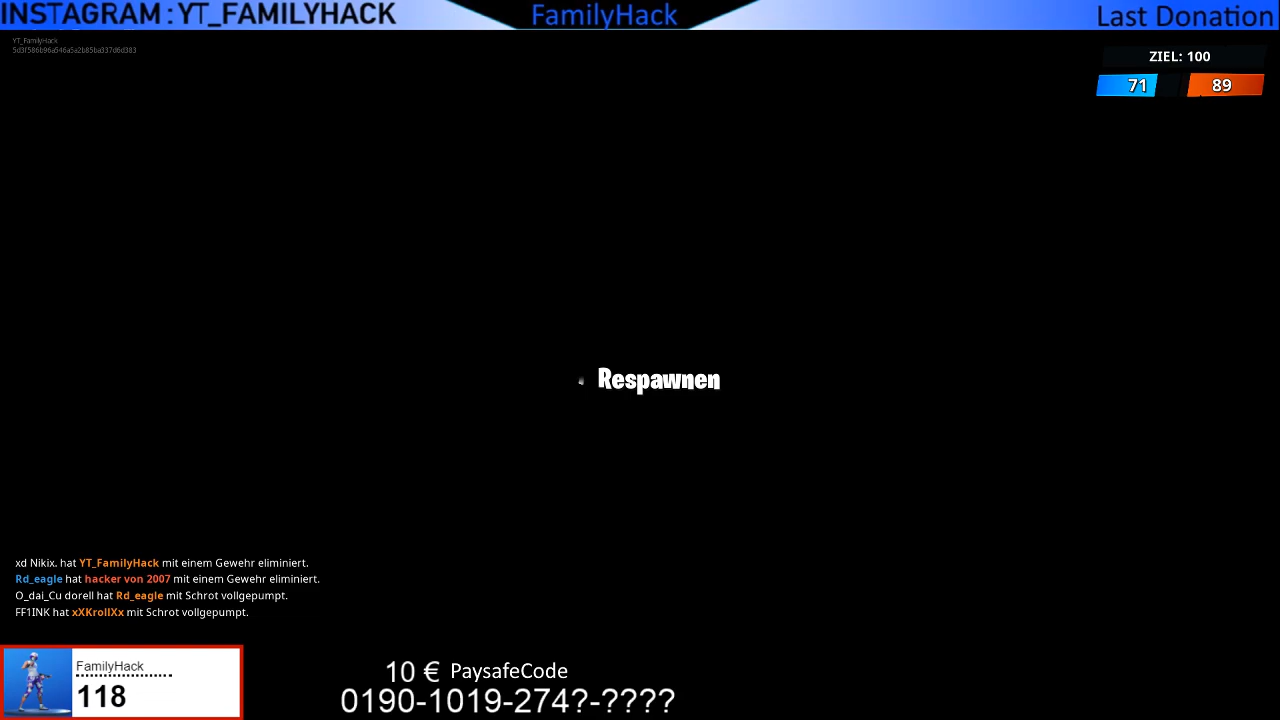 INSTAGRAM : YT_FAMILYHACK
FamilyHack
Last Donation
YT_FamilyHack
ZIEL: 100
71
89
Respawnen
xd Nikix. hat YT_FamilyHack mit einem Gewehr eliminiert.
Rd_eagle hat hacker von 2007 mit einem Gewehr eliminiert.
O_dai_Cu dorell hat Rd_eagle mit Schrot vollgepumpt.
FF1INK hat xXKrollXx mit Schrot vollgepumpt.
FamilyHack
118
10 € PaysafeCode
0190-1019-274?-????